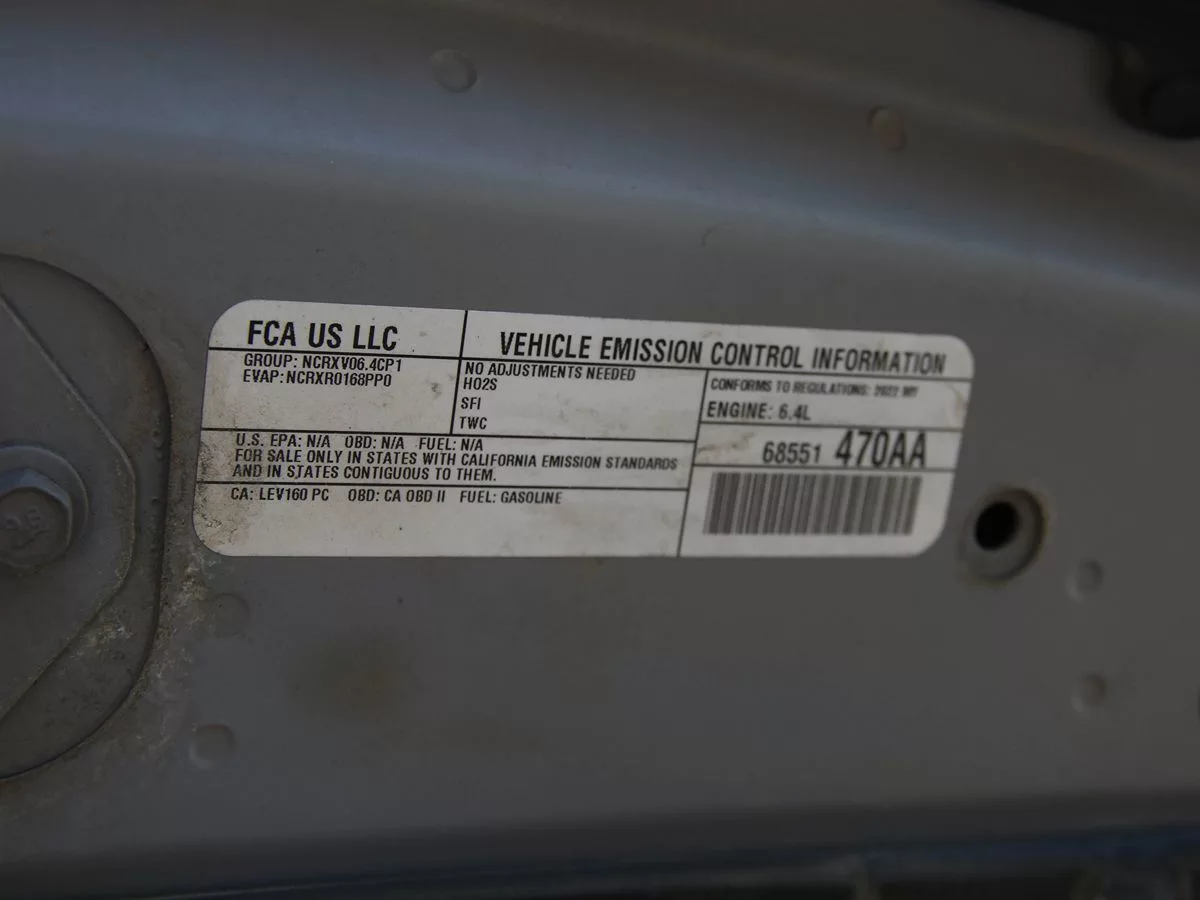 FCA US LLC
GROUP: NCRXV06.4CP1
EVAP: NCRXR0168PP0
VEHICLE EMISSION CONTROL INFORMATION
NO ADJUSTMENTS NEEDED
HO2S
SFI
TWC
CONFORMS TO REGULATIONS: 2022 MY
ENGINE: 6.4L
68551 470AA
U.S. EPA: N/A OBD: N/A FUEL: N/A
FOR SALE ONLY IN STATES WITH CALIFORNIA EMISSION STANDARDS
AND IN STATES CONTIGUOUS TO THEM.
CA: LEV160 PC OBD: CA OBD II FUEL: GASOLINE